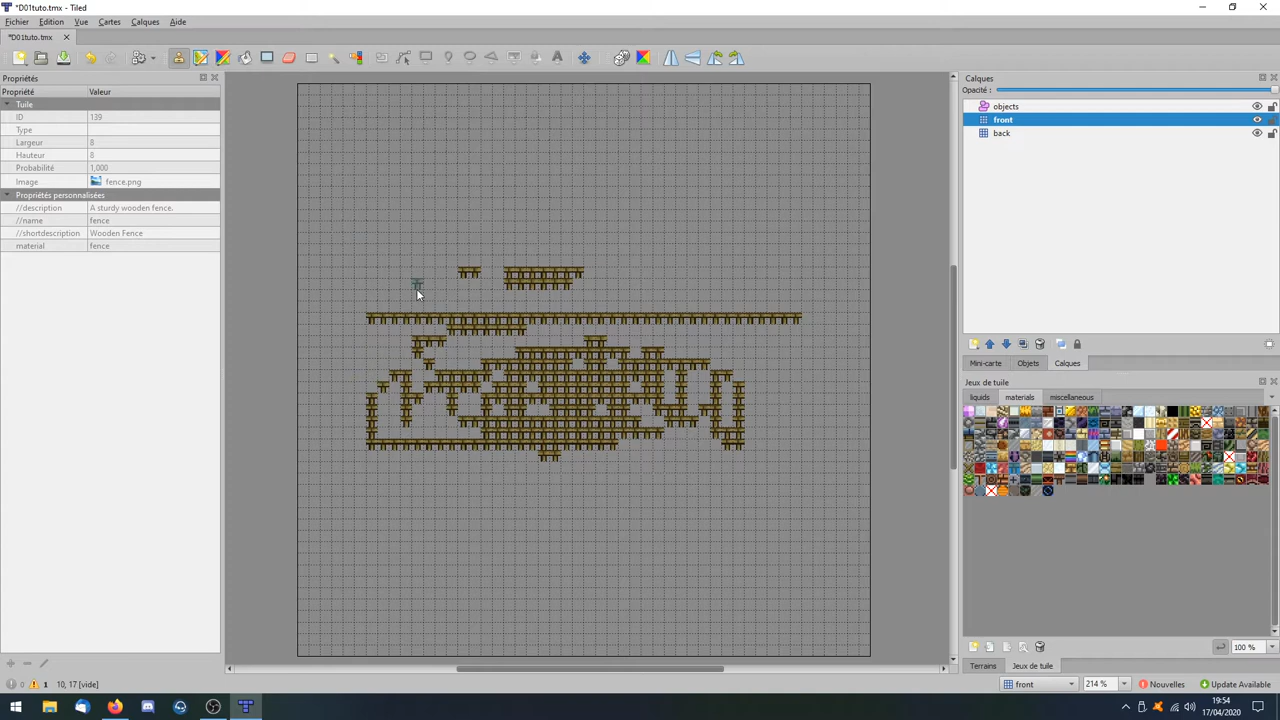 *D01tuto.tmx - Tiled
Fichier Edition Vue Cartes Calques Aide
*D01tuto.tmx
Propriétés
Propriété Valeur
Tuile
ID 139
Type
Largeur 8
Hauteur 8
Probabilité 1,000
Image fence.png
Propriétés personnalisées
//description A sturdy wooden fence.
//name fence
//shortdescription Wooden Fence
material fence
Calques
Opacité :
objects
front
back
Mini-carte Objets Calques
Jeux de tuile
liquids materials miscellaneous
100 %
Terrains Jeux de tuile
0 1 10, 17 [vide] front 214 % Nouvelles Update Available
19:54
17/04/2020